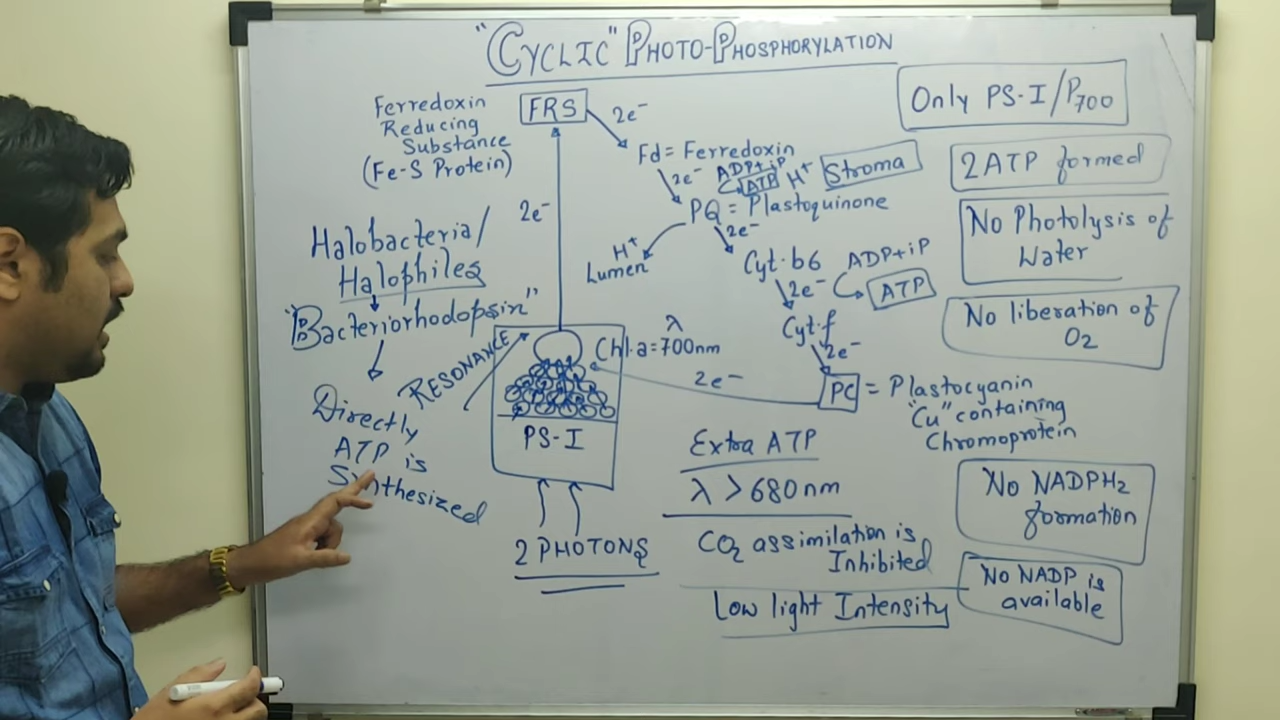 "CYCLIC" PHOTO-PHOSPHORYLATION
Ferredoxin
Reducing
Substance
(Fe-S Protein)
FRS
2e⁻
Fd = Ferredoxin
2e⁻
ADP+iP
ATP
H⁺
Stroma
PQ = Plastoquinone
H⁺
Lumen
2e⁻
Cyt.b6
ADP+iP
2e⁻
ATP
Cyt.f
2e⁻
PC = Plastocyanin
"Cu" containing
Chromoprotein
2e⁻
2e⁻
λ
Chl.a = 700nm
RESONANCE
PS-I
2 PHOTONS
Halobacteria/
Halophiles
"Bacteriorhodopsin"
Directly
ATP is
Synthesized
Extra ATP
λ > 680nm
CO₂ assimilation is
Inhibited
Low light Intensity
Only PS-I/P₇₀₀
2 ATP formed
No Photolysis of
Water
No liberation of
O₂
No NADPH₂
formation
No NADP is
available